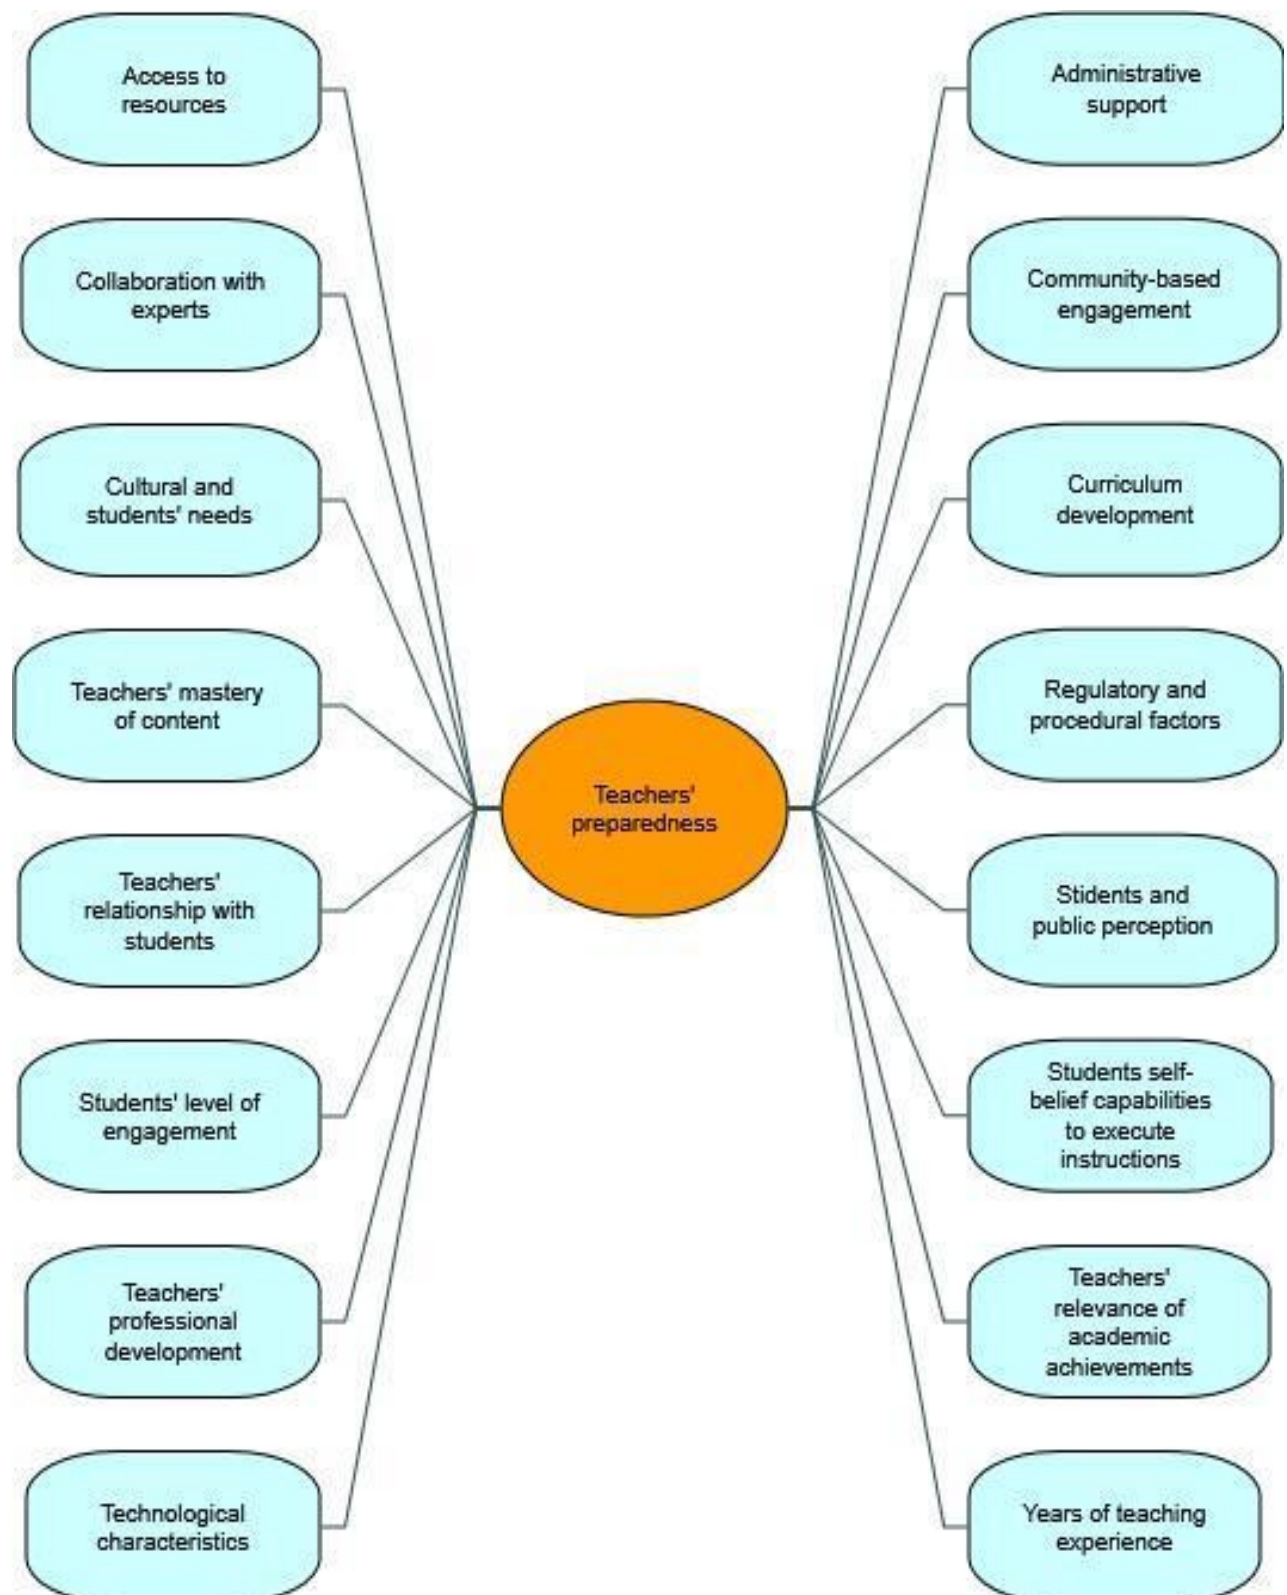 Access to
resources
Collaboration with
experts
Cultural and
students' needs
Teachers' mastery
of content
Teachers'
relationship with
students
Students' level of
engagement
Teachers'
professional
development
Technological
characteristics
Teachers'
preparedness
Administrative
support
Community-based
engagement
Curriculum
development
Regulatory and
procedural factors
Stidents and
public perception
Students self-
belief capabilities
to execute
instructions
Teachers'
relevance of
academic
achievements
Years of teaching
experience